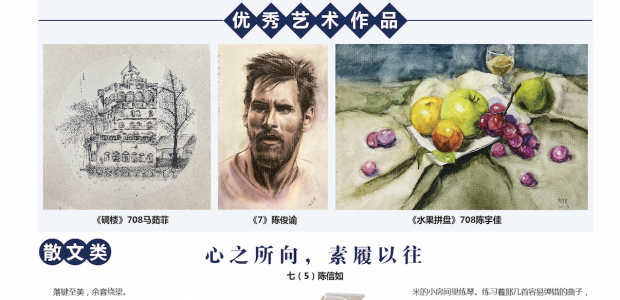 优秀艺术作品
《碉楼》708马茹菲
《7》陈俊谕
《水果拼盘》708陈宇佳
散文类
心之所向，素履以往
七（5）陈信如
落键至美，余音绕梁。
米的小房间里练琴。练习着那几首容易弹错的曲子，